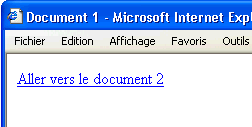 Document 1 - Microsoft Internet Expl
Fichier Edition Affichage Favoris Outils
Aller vers le document 2